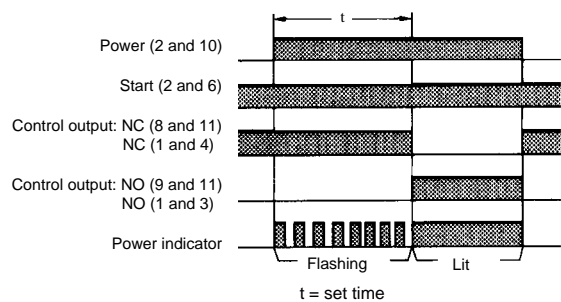 t
Power (2 and 10)
Start (2 and 6)
Control output: NC (8 and 11)
NC (1 and 4)
Control output: NO (9 and 11)
NO (1 and 3)
Power indicator
Flashing
Lit
t = set time